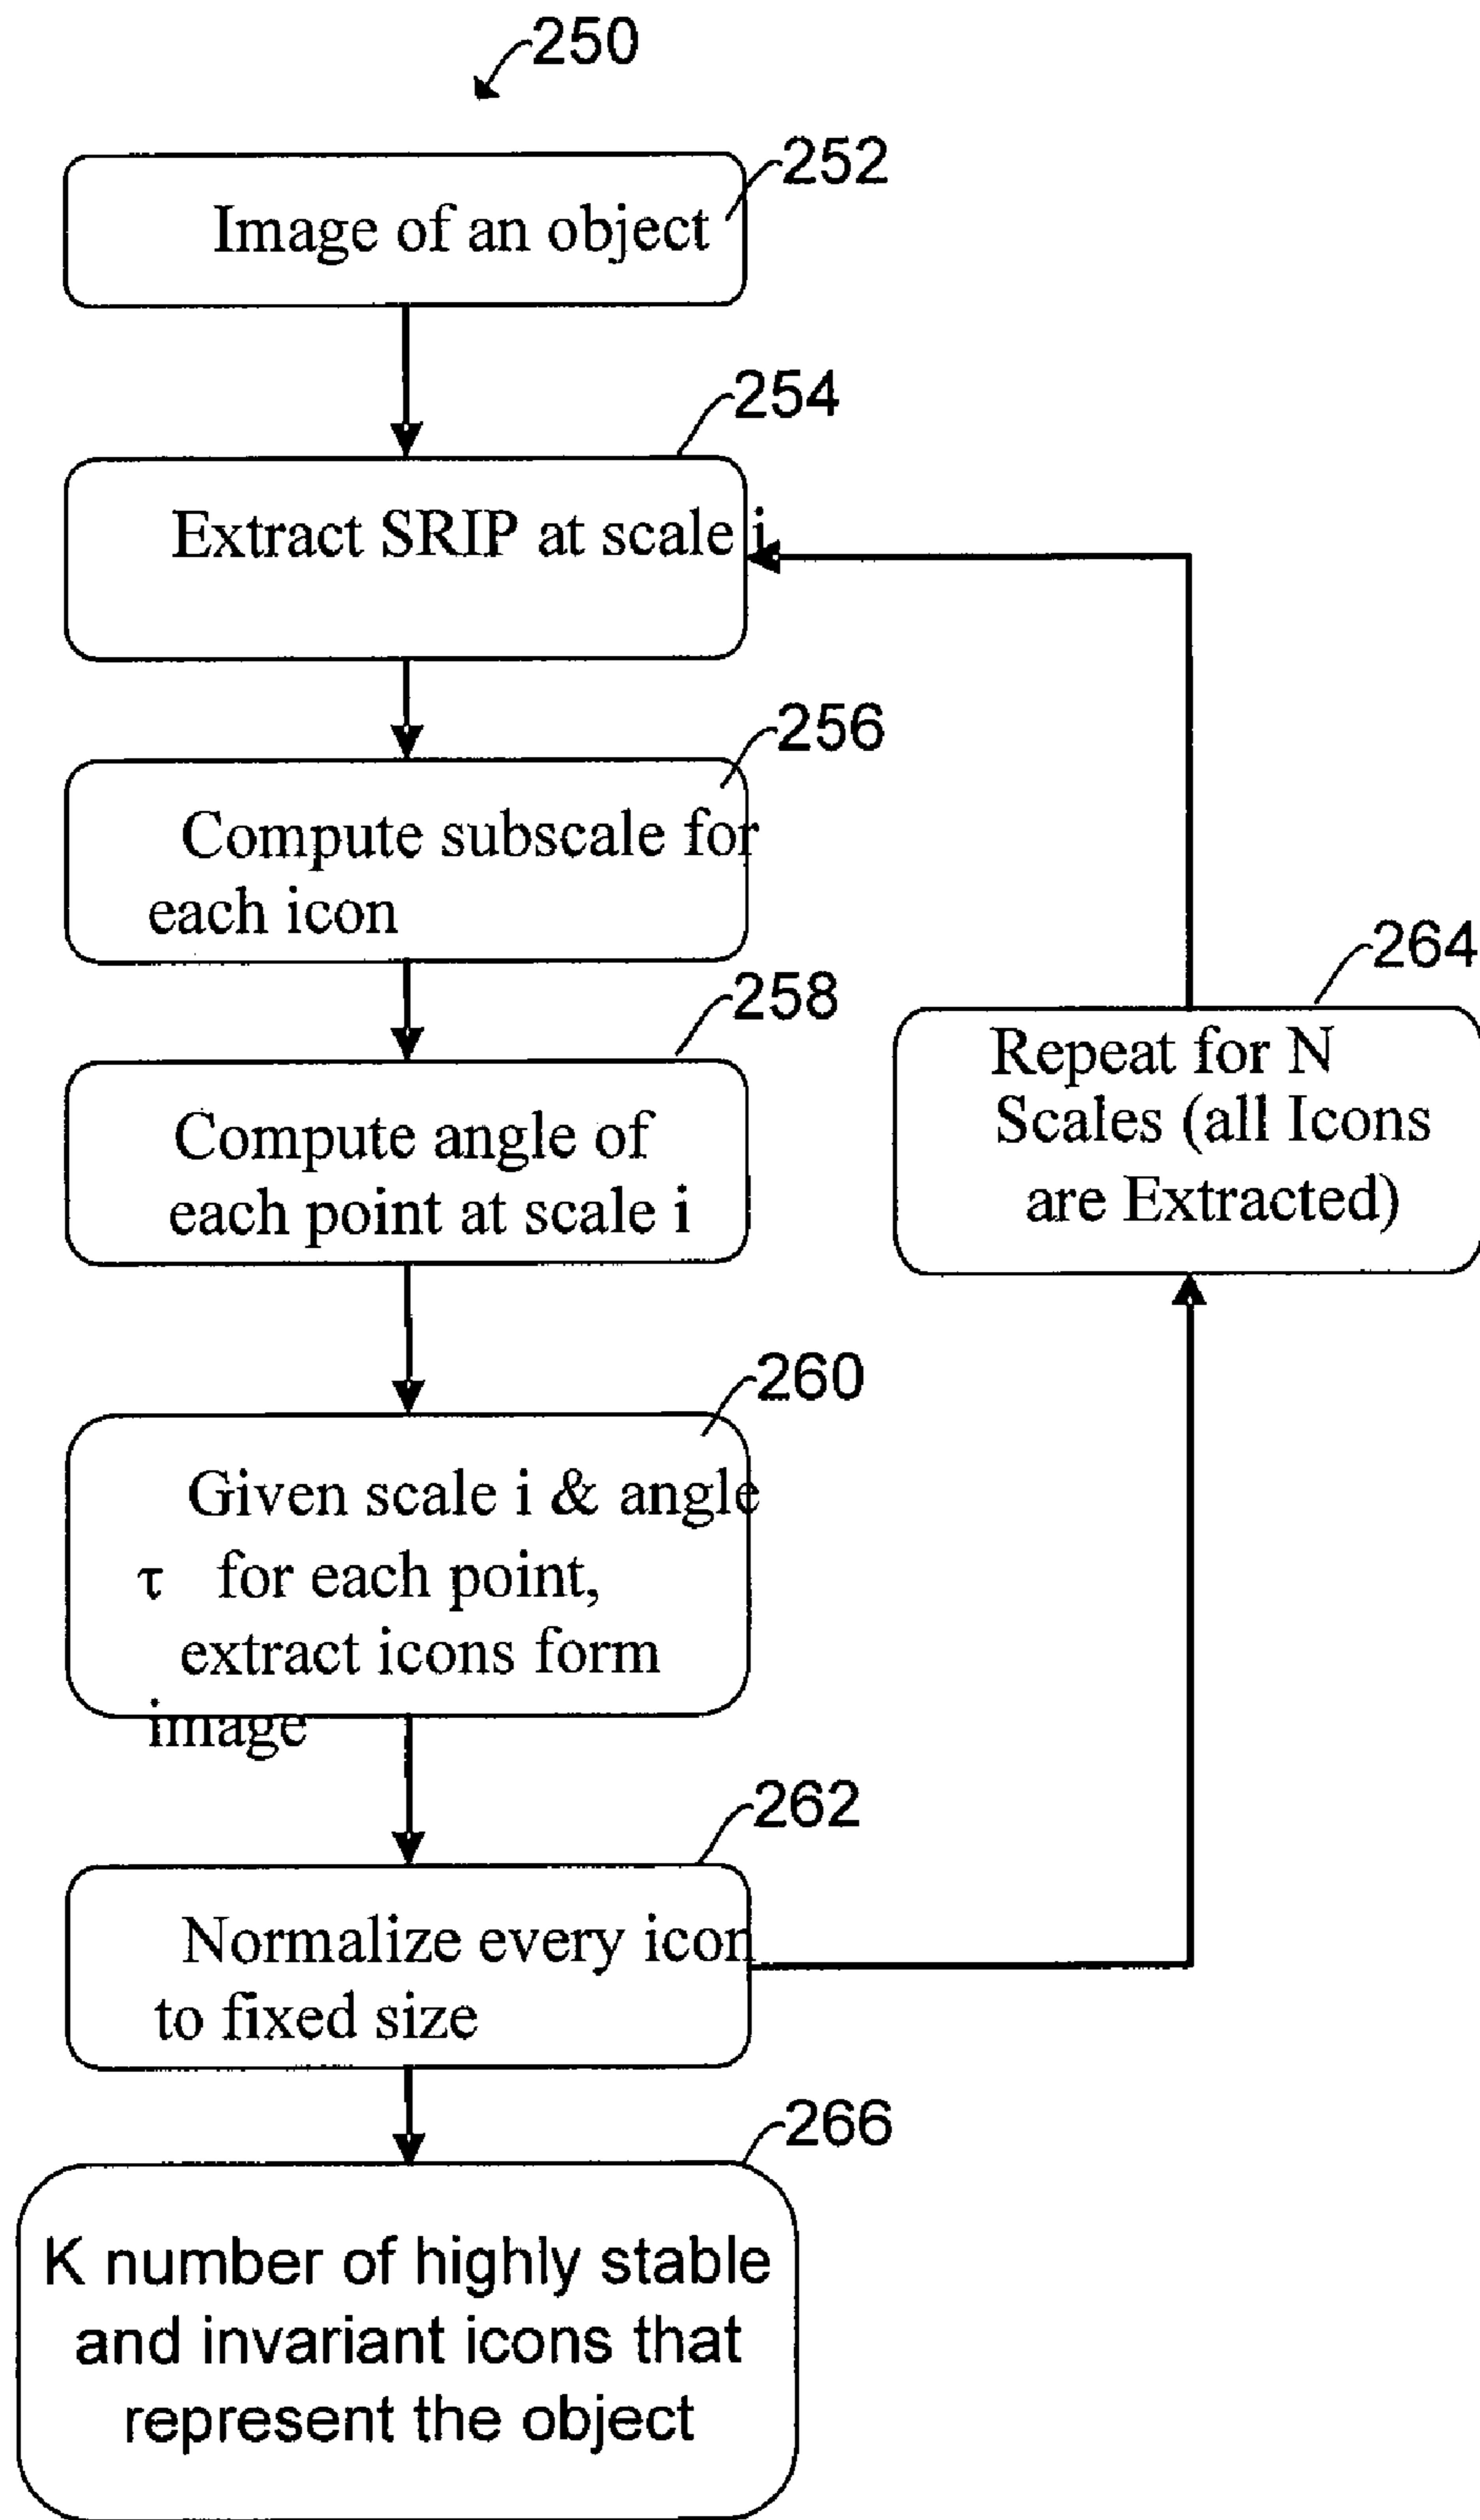 250
252
Image of an object
254
Extract SRIP at scale i
256
Compute subscale for
each icon
258
Compute angle of
each point at scale i
264
Repeat for N
Scales (all Icons
are Extracted)
260
Given scale i & angle
τ for each point,
extract icons form
image
262
Normalize every icon
to fixed size
266
K number of highly stable
and invariant icons that
represent the object